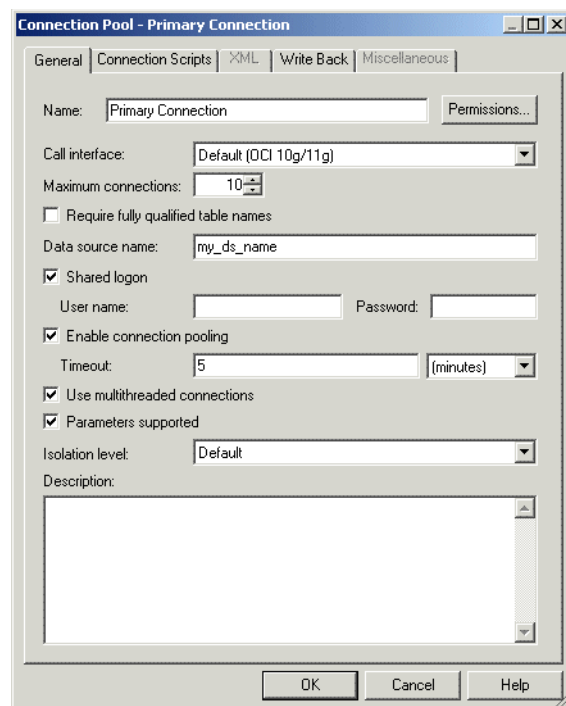 Connection Pool - Primary Connection
General Connection Scripts XML Write Back Miscellaneous
Name: Primary Connection Permissions...
Call interface: Default (OCI 10g/11g)
Maximum connections: 10
Require fully qualified table names
Data source name: my_ds_name
Shared logon
User name: Password:
Enable connection pooling
Timeout: 5 (minutes)
Use multithreaded connections
Parameters supported
Isolation level: Default
Description:
OK Cancel Help